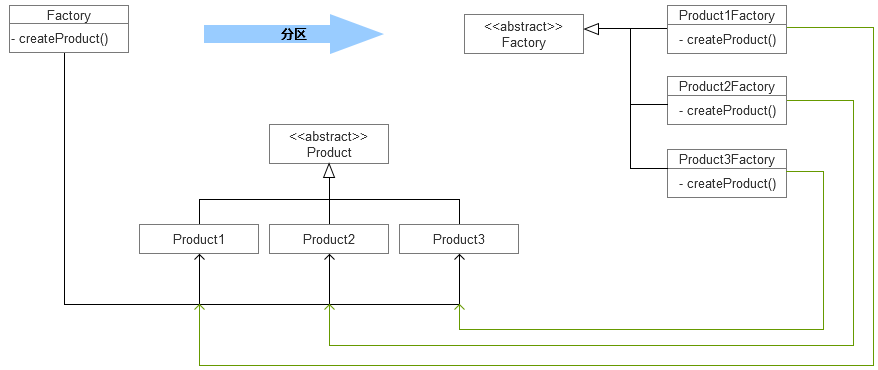 Factory
- createProduct()
分区
<<abstract>>
Factory
Product1Factory
- createProduct()
Product2Factory
- createProduct()
Product3Factory
- createProduct()
<<abstract>>
Product
Product1
Product2
Product3